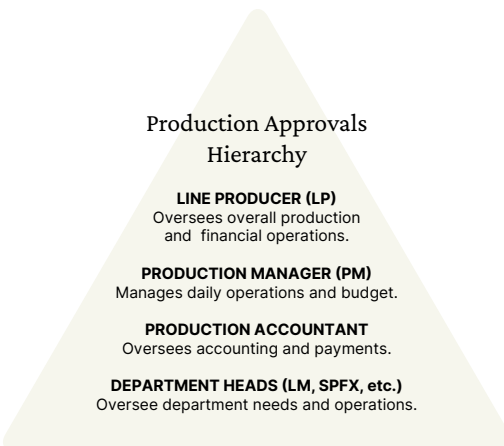 Production Approvals
Hierarchy
LINE PRODUCER (LP)
Oversees overall production
and financial operations.
PRODUCTION MANAGER (PM)
Manages daily operations and budget.
PRODUCTION ACCOUNTANT
Oversees accounting and payments.
DEPARTMENT HEADS (LM, SPFX, etc.)
Oversee department needs and operations.